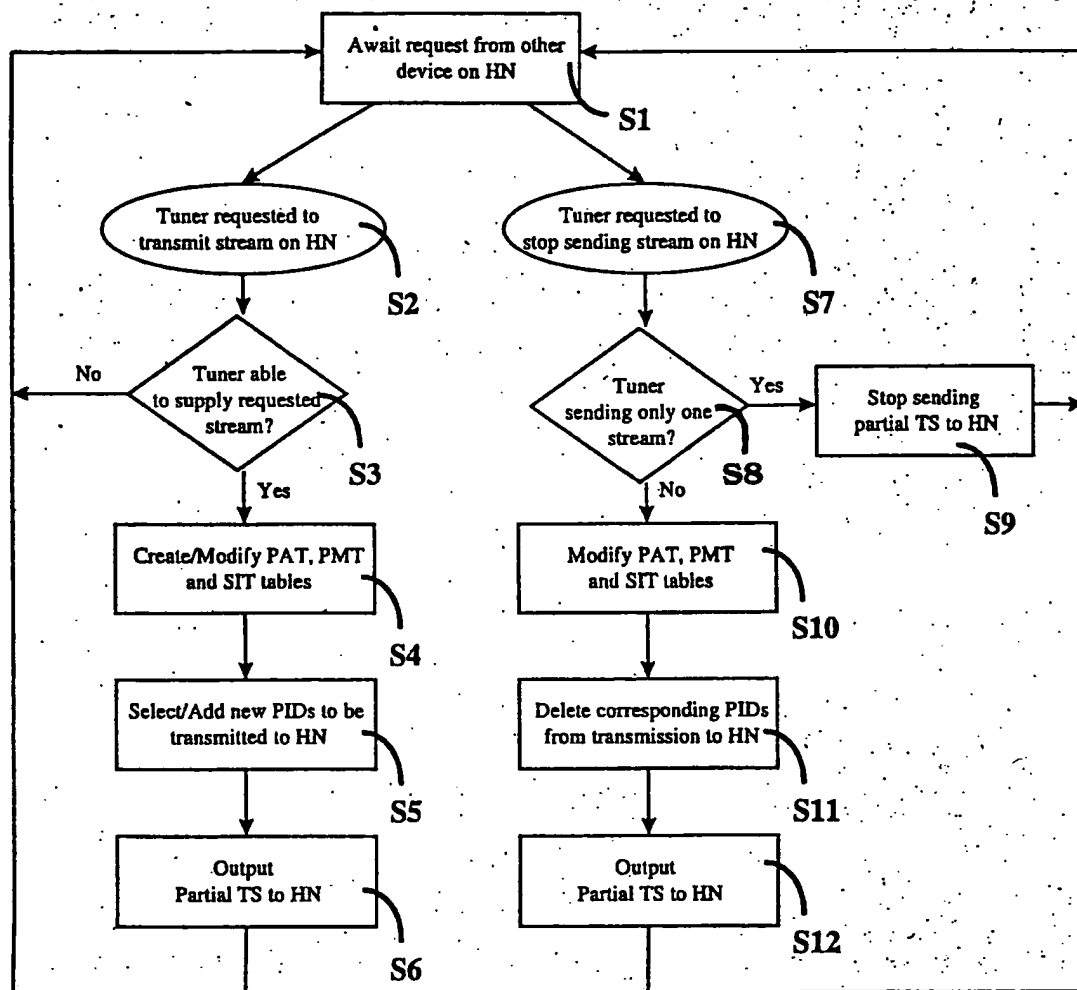 Await request from other
device on HN
S1
Tuner requested to
transmit stream on HN
S2
Tuner requested to
stop sending stream on HN
S7
No
Tuner able
to supply requested
stream?
S3
Yes
Tuner
sending only one
stream?
S8
Yes
No
Stop sending
partial TS to HN
S9
Create/Modify PAT, PMT
and SIT tables
S4
Modify PAT, PMT
and SIT tables
S10
Select/Add new PIDs to be
transmitted to HN
S5
Delete corresponding PIDs
from transmission to HN
S11
Output
Partial TS to HN
S6
Output
Partial TS to HN
S12